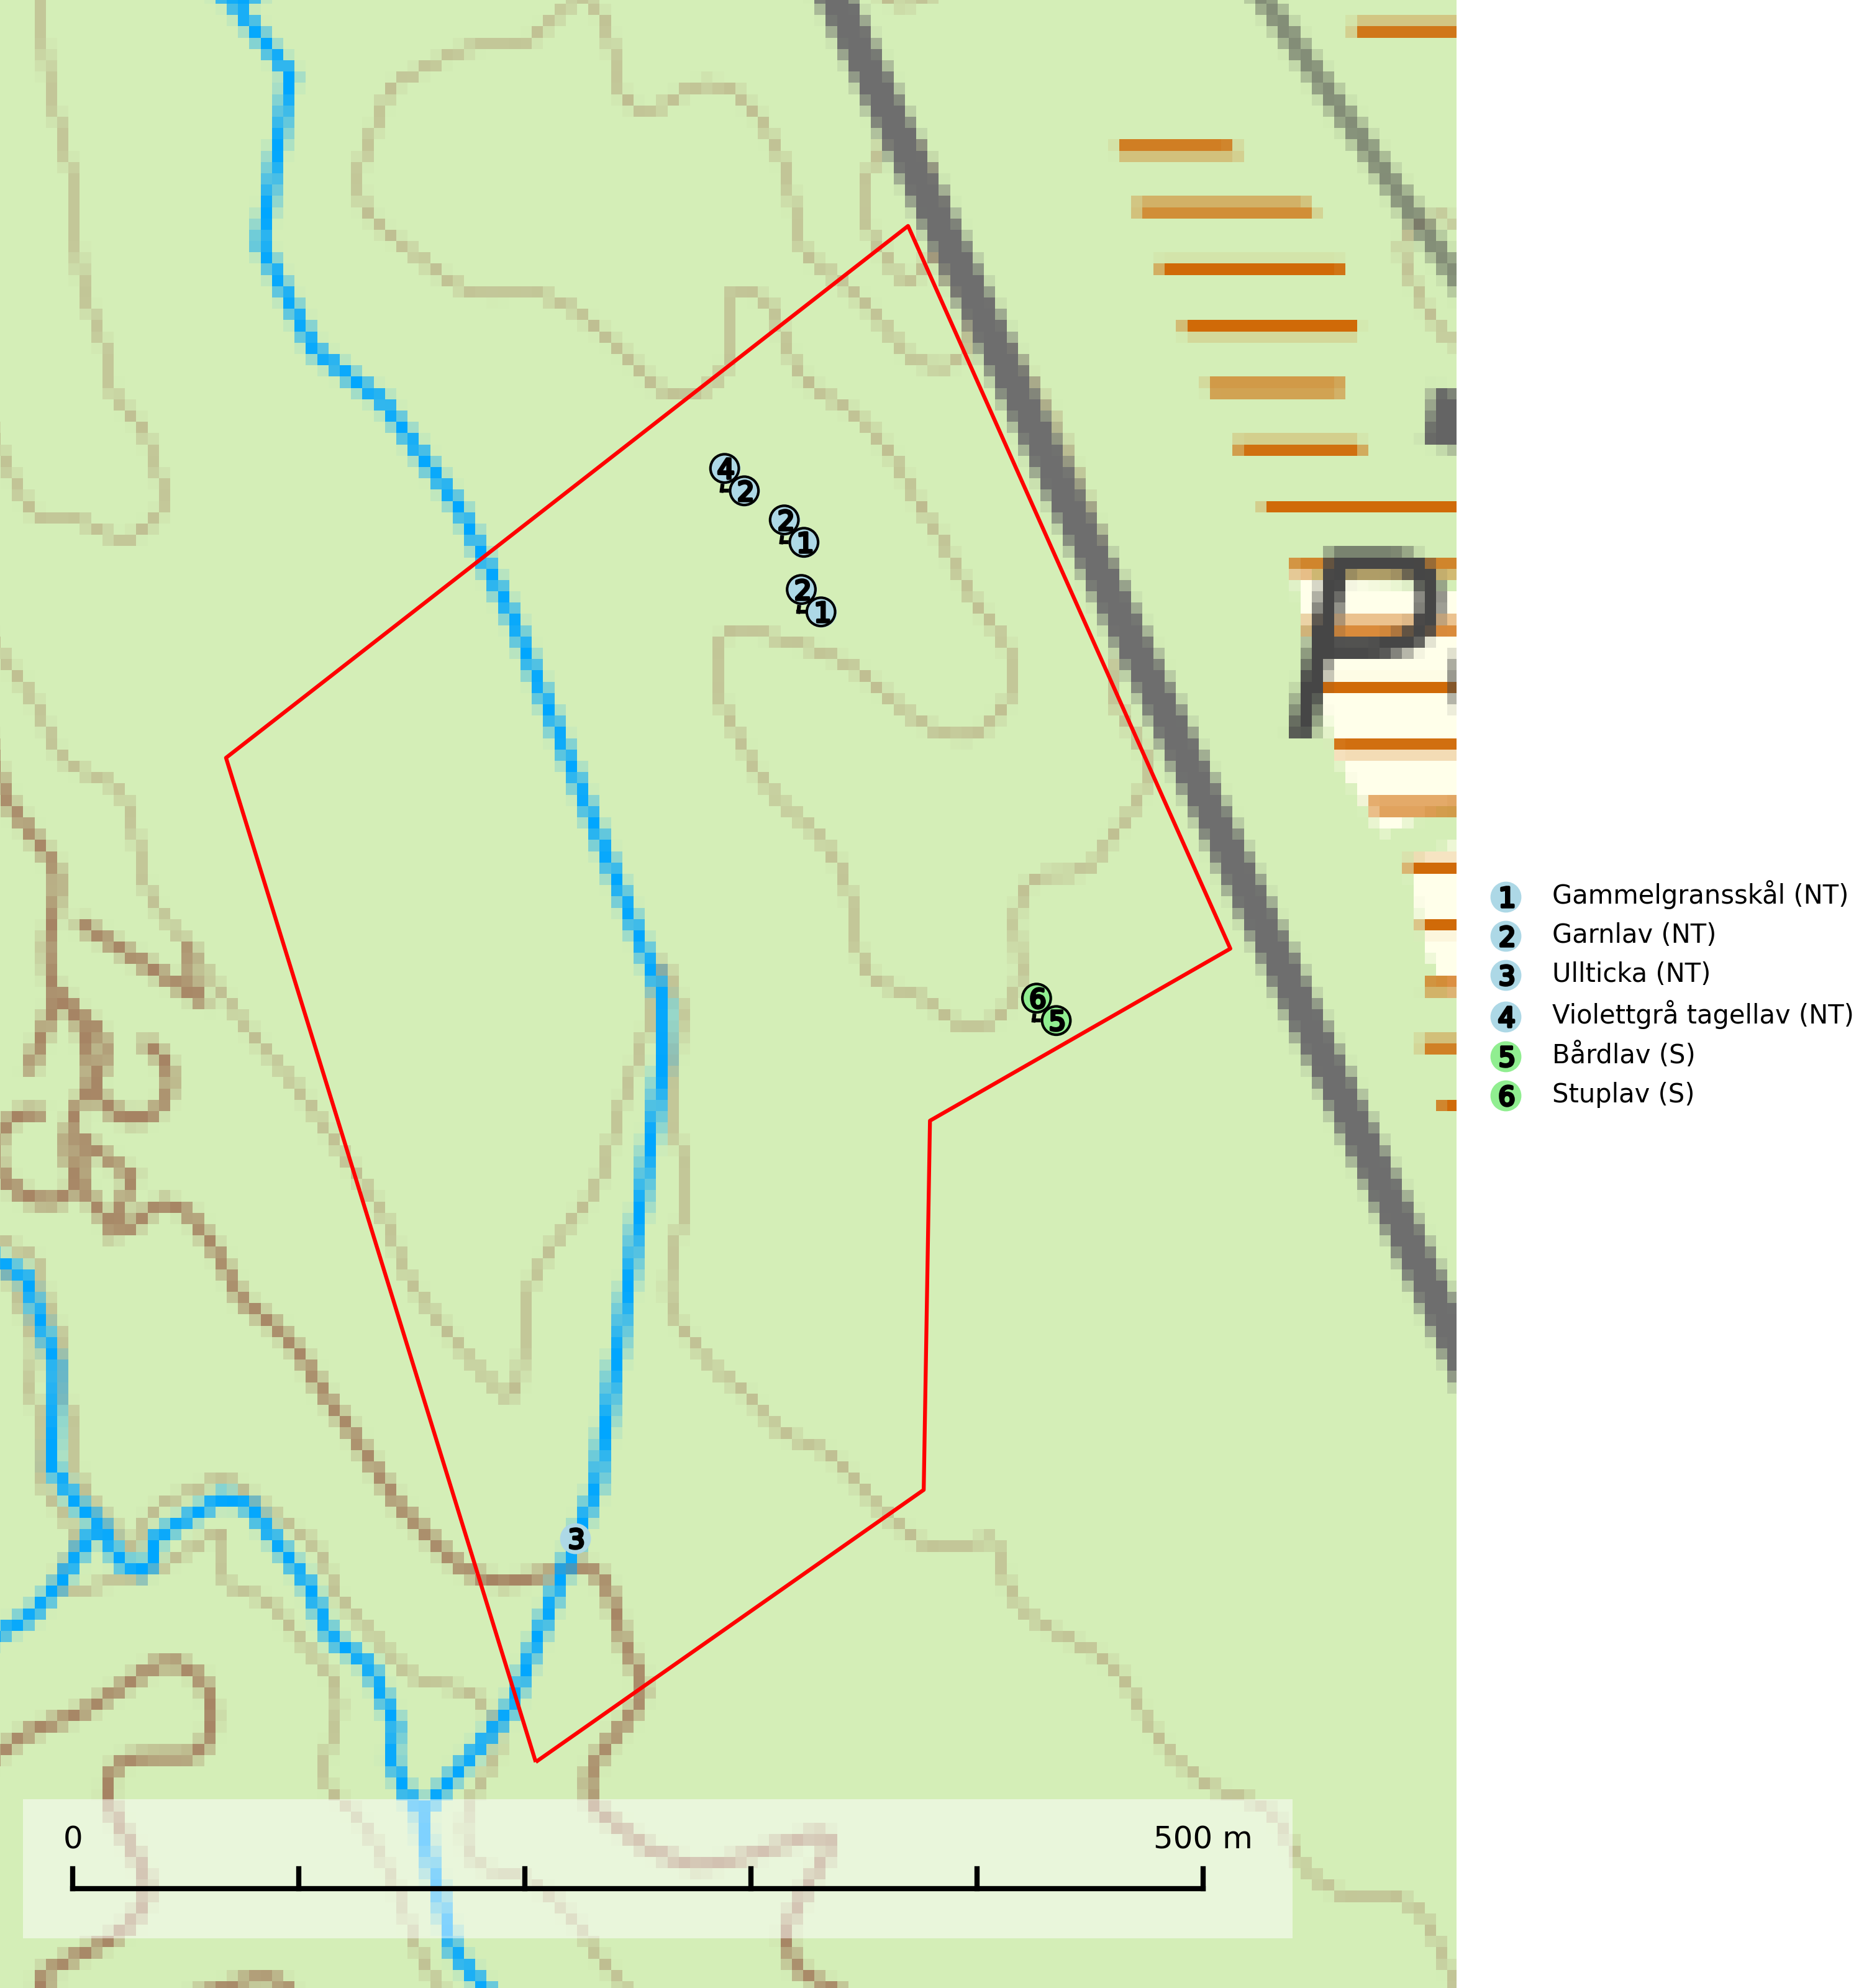 4
2
2
1
2
1
P
6
5
3
1 Gammelgransskål (NT)
2 Garnlav (NT)
3 Ullticka (NT)
4 Violettgrå tagellav (NT)
5 Bårdlav (S)
6 Stuplav (S)
0 500 m